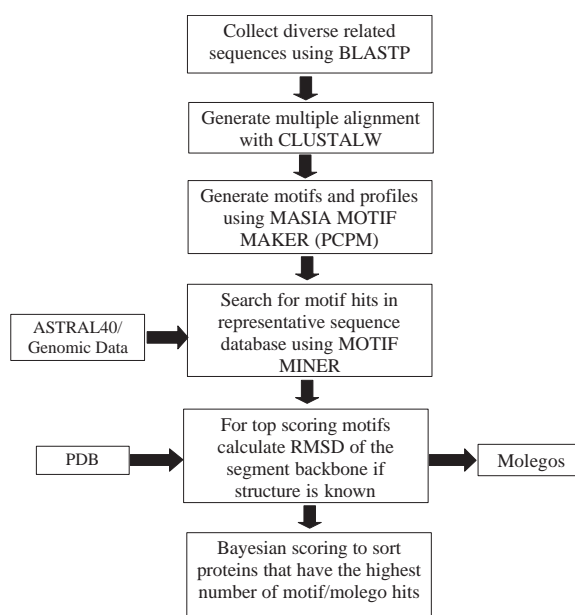 Collect diverse related
sequences using BLASTP
Generate multiple alignment
with CLUSTALW
Generate motifs and profiles
using MASIA MOTIF
MAKER (PCPM)
ASTRAL40/
Genomic Data
Search for motif hits in
representative sequence
database using MOTIF
MINER
PDB
For top scoring motifs
calculate RMSD of the
segment backbone if
structure is known
Molegos
Bayesian scoring to sort
proteins that have the highest
number of motif/molego hits